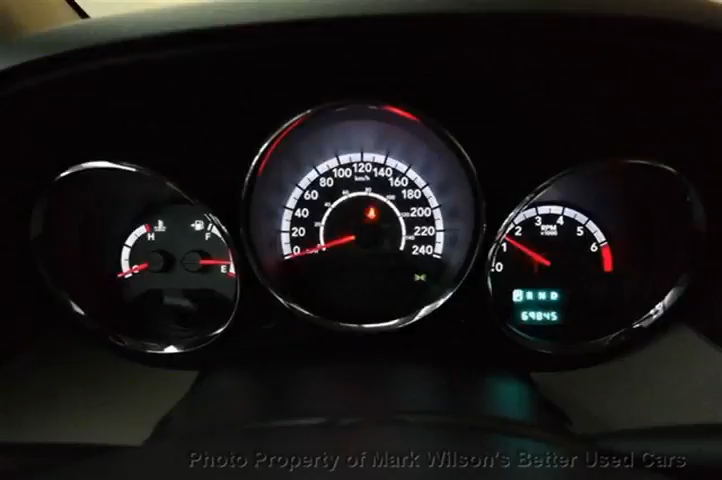 H
F
E
0 20 40 60 80 100 120 140 160 180 200 220 240
km/h
RPM
x1000
0 1 2 3 4 5 6
P R N D
69845
Photo Property of Mark Wilson's Better Used Cars